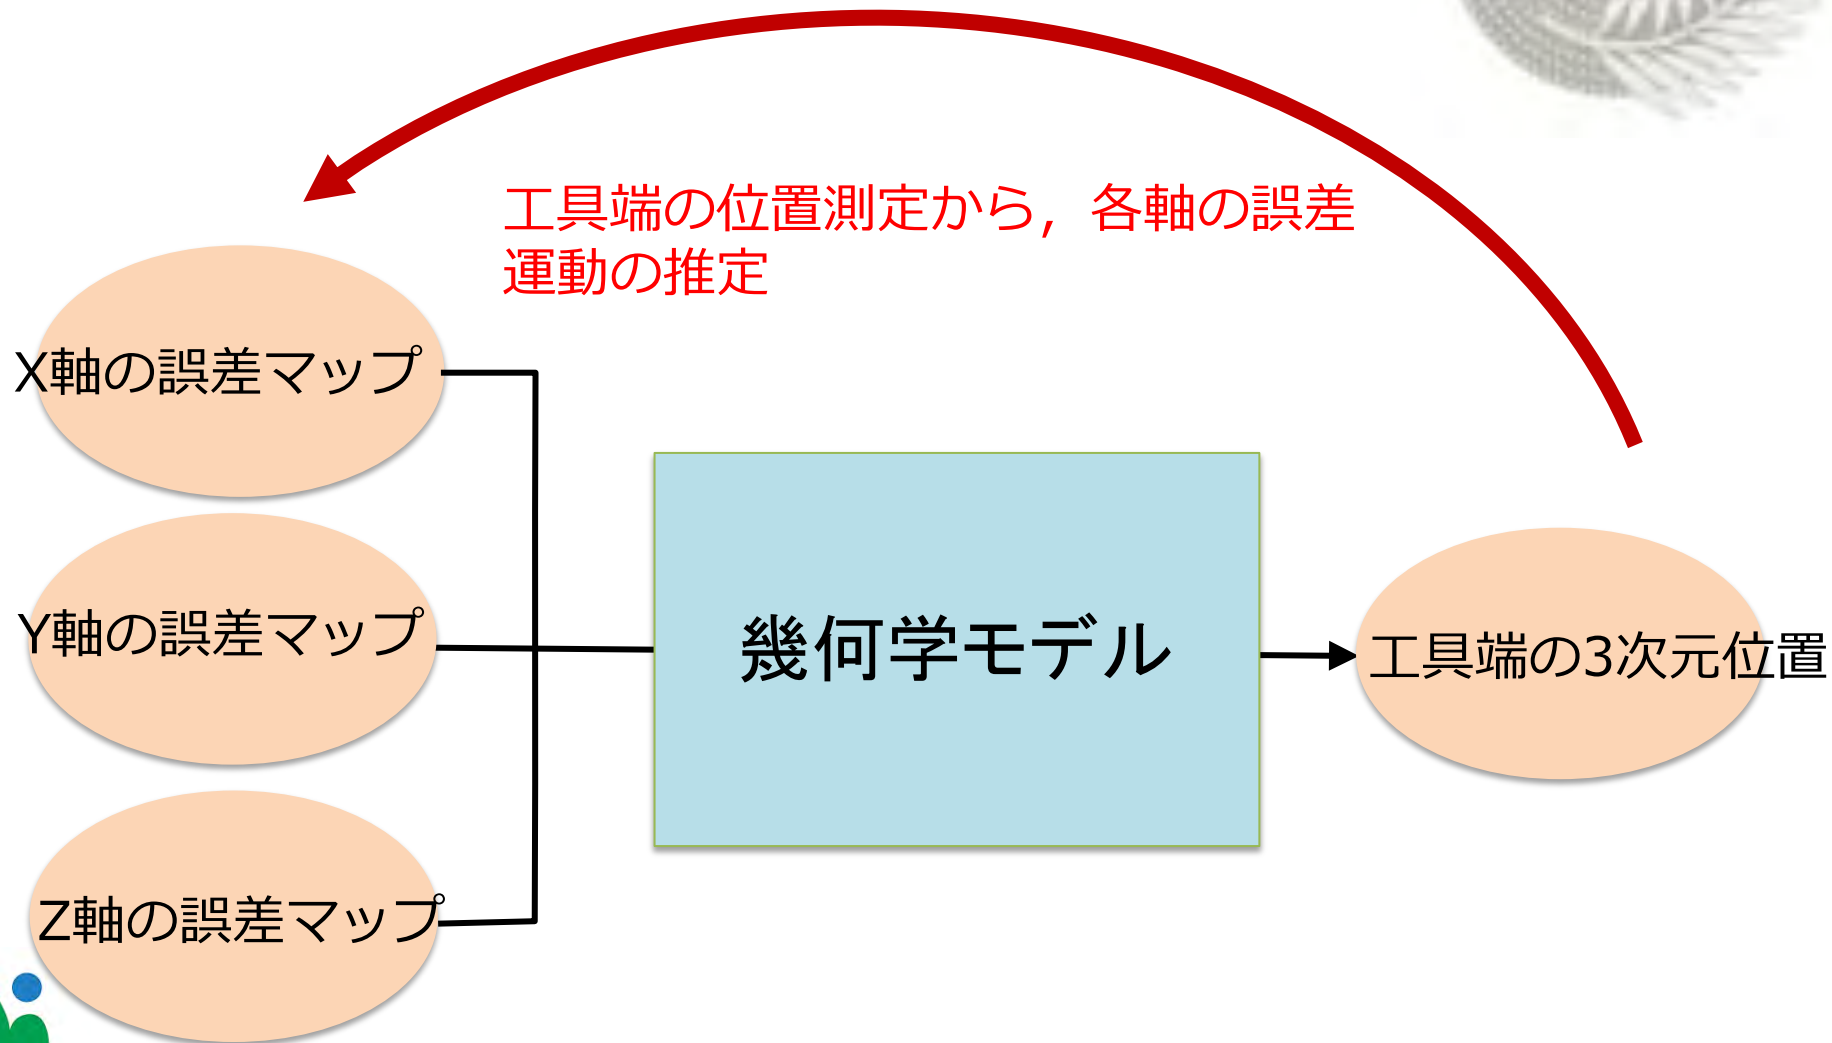 工具端の位置測定から，各軸の誤差
運動の推定
X軸の誤差マップ
Y軸の誤差マップ
Z軸の誤差マップ
幾何学モデル
工具端の3次元位置